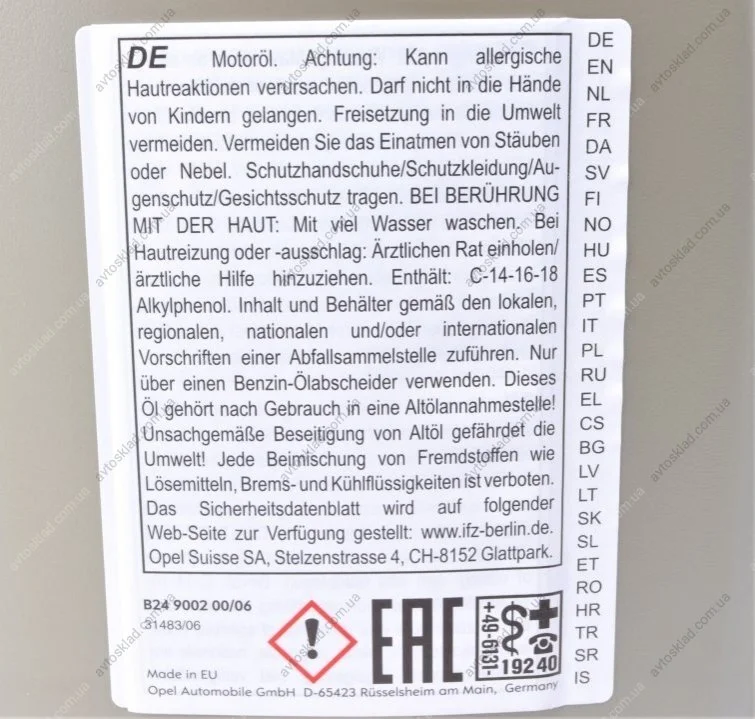 DE Motoröl. Achtung: Kann allergische
Hautreaktionen verursachen. Darf nicht in die Hände
von Kindern gelangen. Freisetzung in die Umwelt
vermeiden. Vermeiden Sie das Einatmen von Stäuben
oder Nebel. Schutzhandschuhe/Schutzkleidung/Au-
genschutz/Gesichtsschutz tragen. BEI BERÜHRUNG
MIT DER HAUT: Mit viel Wasser waschen. Bei
Hautreizung oder -ausschlag: Ärztlichen Rat einholen/
ärztliche Hilfe hinzuziehen. Enthält: C-14-16-18
Alkylphenol. Inhalt und Behälter gemäß den lokalen,
regionalen, nationalen und/oder internationalen
Vorschriften einer Abfallsammelstelle zuführen. Nur
über einen Benzin-Ölabscheider verwenden. Dieses
Öl gehört nach Gebrauch in eine Altölannahmestelle!
Unsachgemäße Beseitigung von Altöl gefährdet die
Umwelt! Jede Beimischung von Fremdstoffen wie
Lösemitteln, Brems- und Kühlflüssigkeiten ist verboten.
Das Sicherheitsdatenblatt wird auf folgender
Web-Seite zur Verfügung gestellt: www.ifz-berlin.de.
Opel Suisse SA, Stelzenstrasse 4, CH-8152 Glattpark.
DE
EN
NL
FR
DA
SV
FI
NO
HU
ES
PT
IT
PL
RU
EL
CS
BG
LV
LT
SK
SL
ET
RO
HR
TR
SR
IS
B24 9002 00/06
31483/06
EAC
+49-6131-
19240
Made in EU
Opel Automobile GmbH D-65423 Rüsselsheim am Main, Germany
avtosklad.com.ua